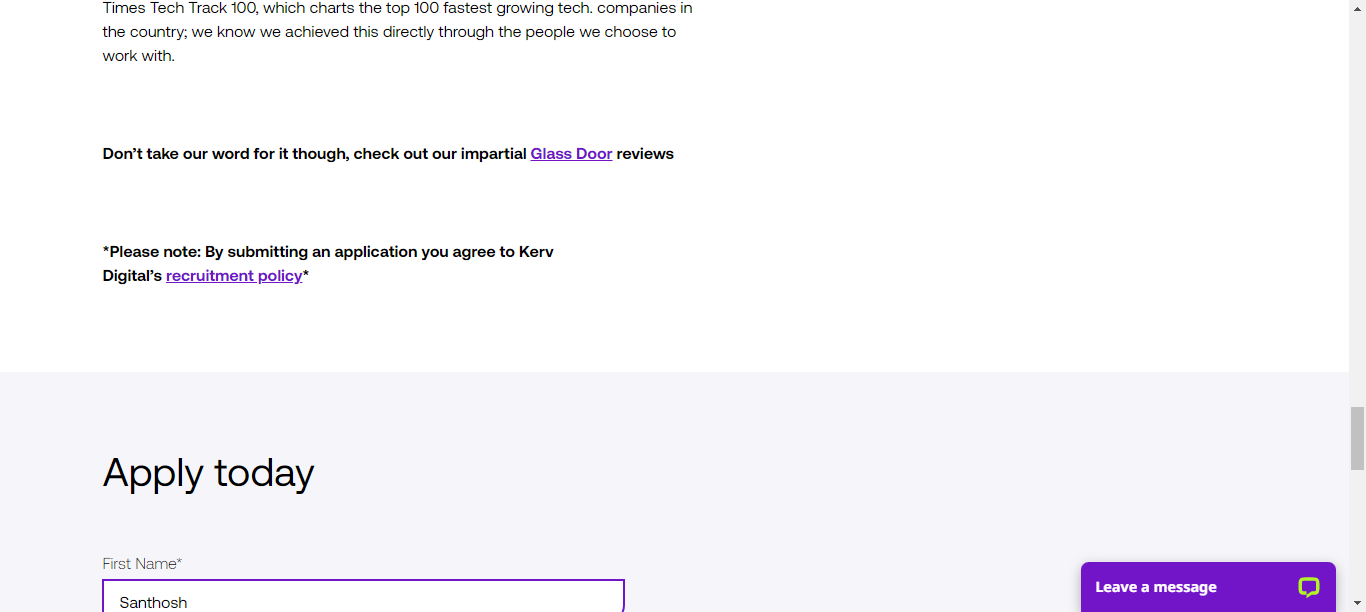 Times Tech Track 100, which charts the top 100 fastest growing tech. companies in
the country; we know we achieved this directly through the people we choose to
work with.
Don’t take our word for it though, check out our impartial Glass Door reviews
*Please note: By submitting an application you agree to Kerv
Digital’s recruitment policy*
Apply today
First Name*
Santhosh
Leave a message